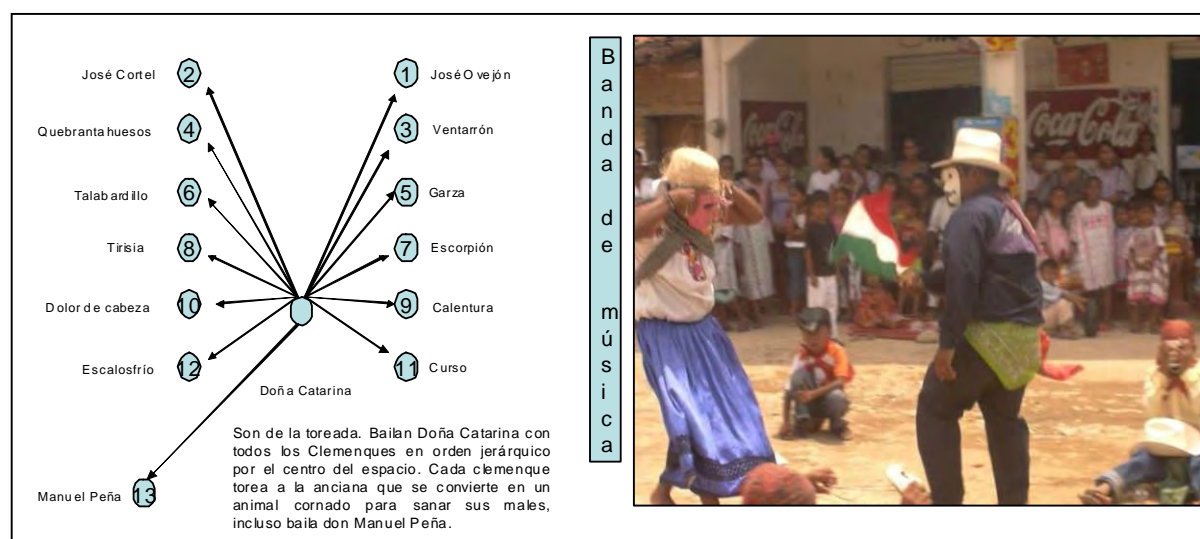 José Cortel
2
1
José Ovejón
Quebranta huesos
4
3
Ventarrón
Talabardillo
6
5
Garza
Tirisia
8
7
Escorpión
Dolor de cabeza
10
9
Calentura
Escalosfrío
12
11
Curso
Doña Catarina
Manuel Peña
13
Son de la toreada. Bailan Doña Catarina con
todos los Clemenques en orden jerárquico
por el centro del espacio. Cada clemenque
torea a la anciana que se convierte en un
animal cornado para sanar sus males,
incluso baila don Manuel Peña.
Banda de música
Coca-Cola
Coca-Cola